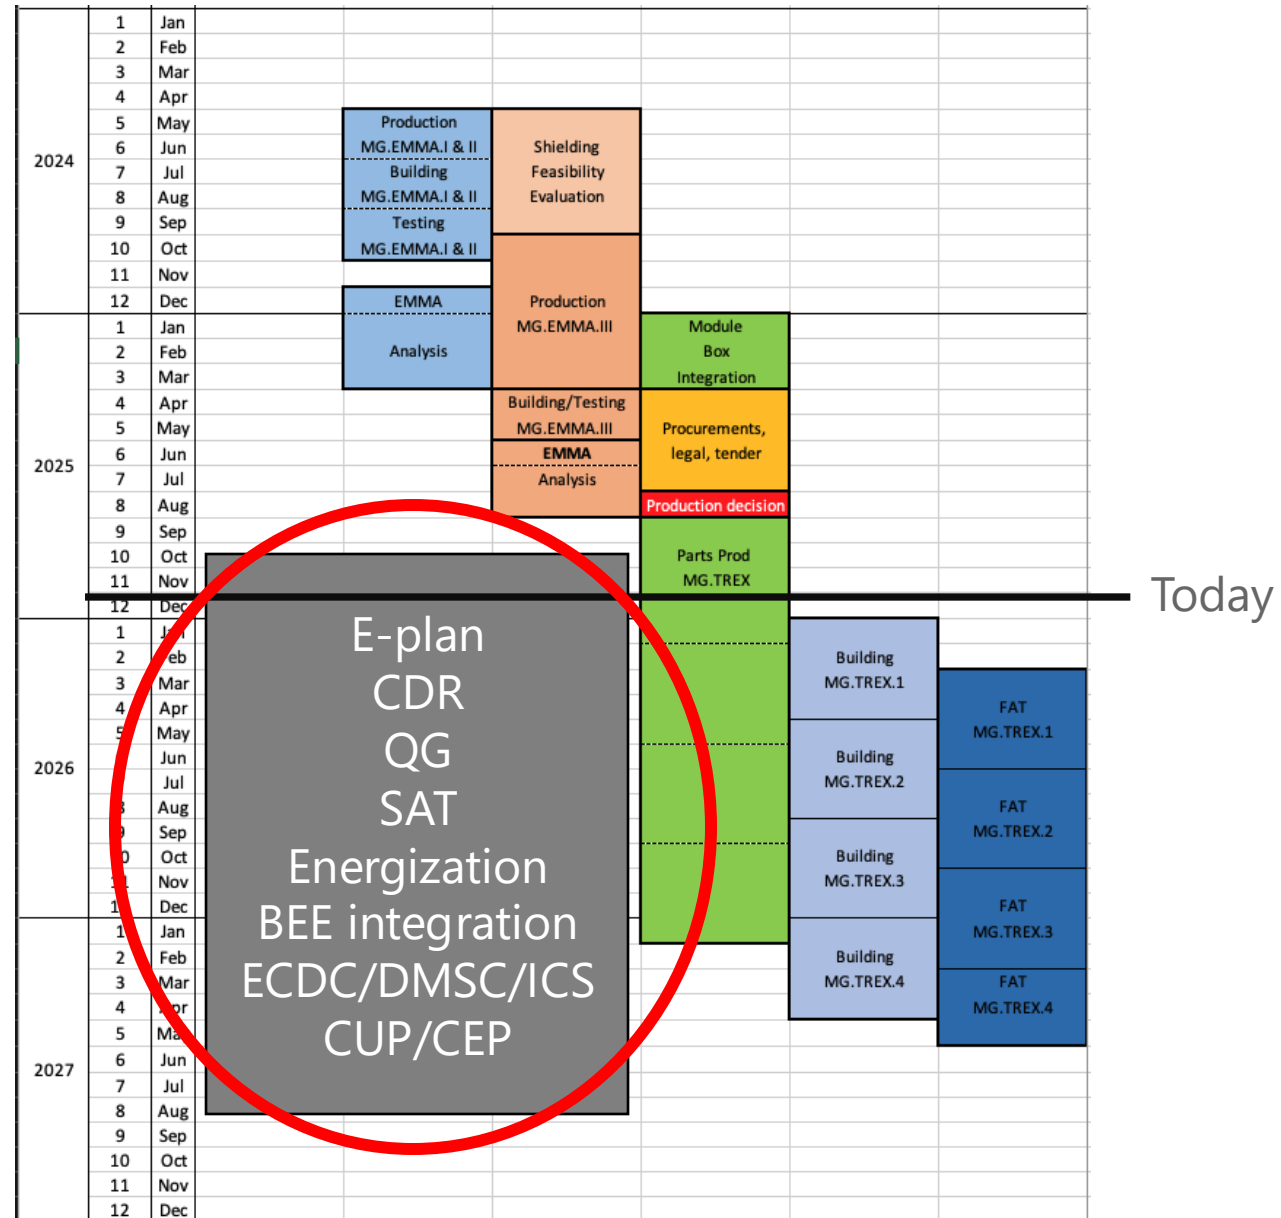 1 Jan
2 Feb
3 Mar
4 Apr
5 May
6 Jun
7 Jul
8 Aug
9 Sep
10 Oct
11 Nov
12 Dec
2024
1 Jan
2 Feb
3 Mar
4 Apr
5 May
6 Jun
7 Jul
8 Aug
9 Sep
10 Oct
11 Nov
12 Dec
2025
1
2
3 Mar
4 Apr
May
Jun
Jul
Aug
Sep
Oct
Nov
Dec
2026
1 Jan
2 Feb
3 Mar
4
5
6 Jun
7 Jul
8 Aug
9 Sep
10 Oct
11 Nov
12 Dec
2027
Production
MG.EMMA.I & II
Building
MG.EMMA.I & II
Testing
MG.EMMA.I & II
EMMA
Analysis
Shielding
Feasibility
Evaluation
Production
MG.EMMA.III
Building/Testing
MG.EMMA.III
EMMA
Analysis
Module
Box
Integration
Procurements,
legal, tender
Production decision
Parts Prod
MG.TREX
Today
E-plan
CDR
QG
SAT
Energization
BEE integration
ECDC/DMSC/ICS
CUP/CEP
Building
MG.TREX.1
Building
MG.TREX.2
Building
MG.TREX.3
Building
MG.TREX.4
FAT
MG.TREX.1
FAT
MG.TREX.2
FAT
MG.TREX.3
FAT
MG.TREX.4